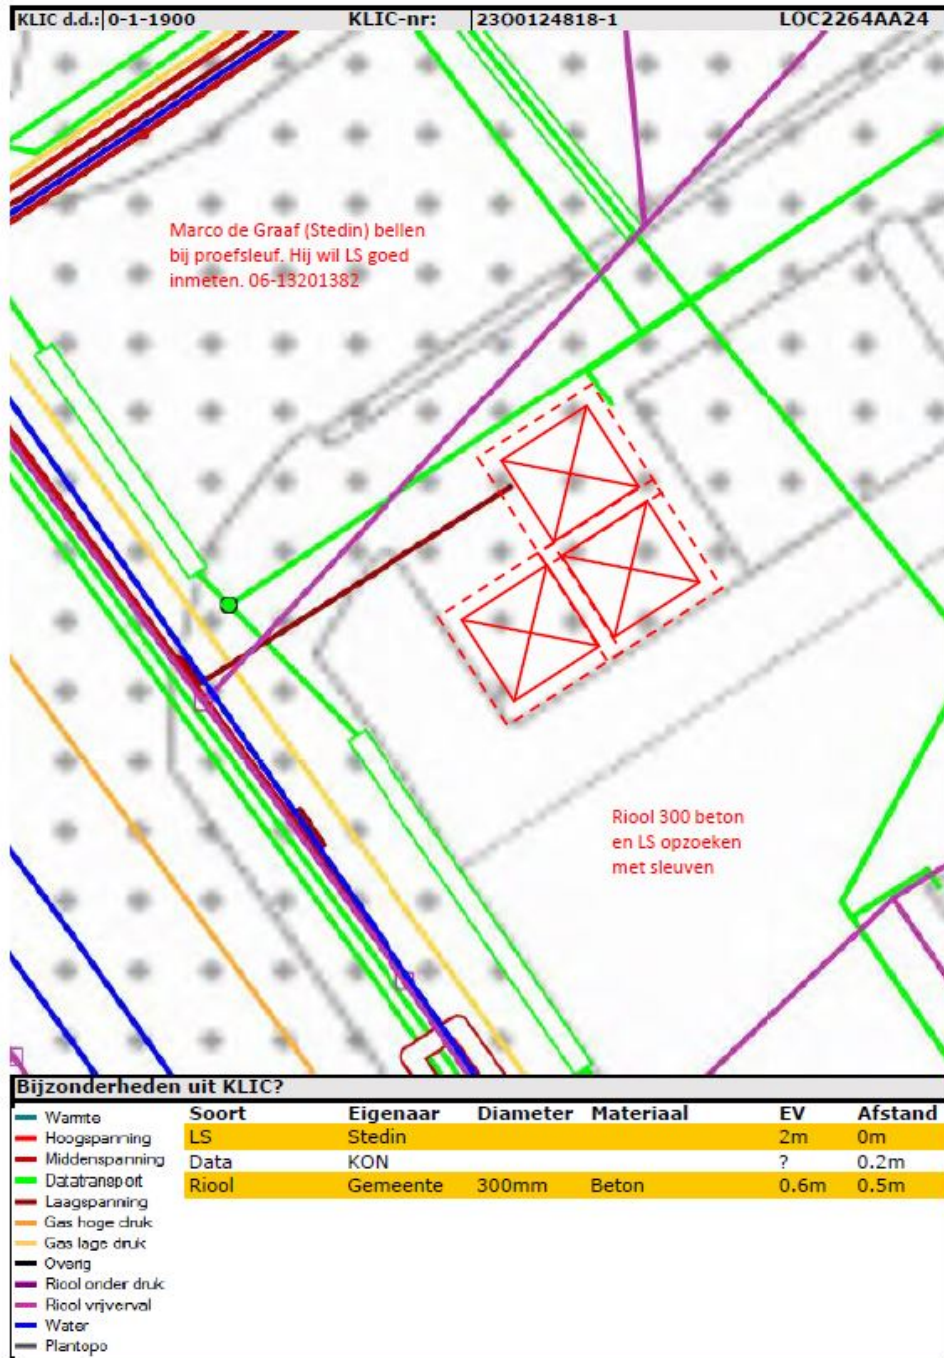 KLIC d.d.: 0-1-1900 KLIC-nr: 2300124818-1 LOC2264AA24
Marco de Graaf (Stedin) bellen
bij proefsleuf. Hij wil LS goed
inmeten. 06-13201382
Riool 300 beton
en LS opzoeken
met sleuven
Bijzonderheden uit KLIC?
Soort Eigenaar Diameter Materiaal EV Afstand
LS Stedin 2m 0m
Data KON ? 0.2m
Riool Gemeente 300mm Beton 0.6m 0.5m
Warmte
Hoogspanning
Middenspanning
Datatransport
Laagspanning
Gas hoge druk
Gas lage druk
Overig
Riool onder druk
Riool vrijverval
Water
Plantopo